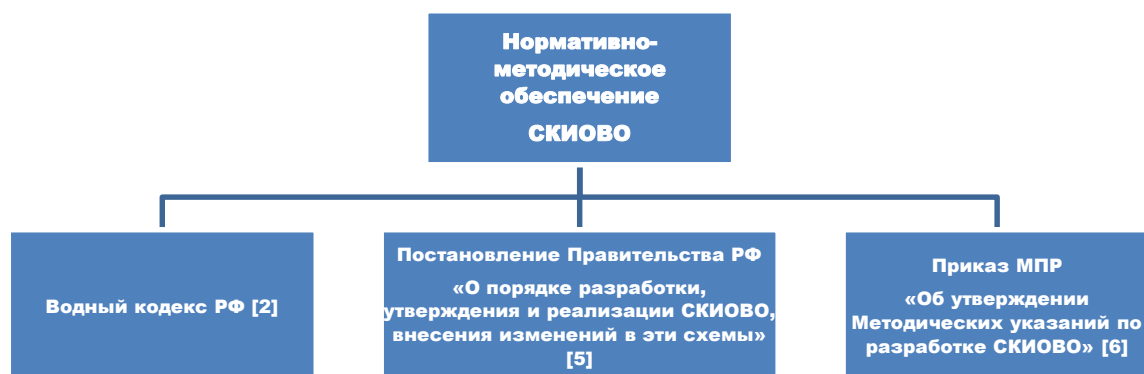 Нормативно-
методическое
обеспечение
СКИОВО
Водный кодекс РФ [2]
Постановление Правительства РФ
«О порядке разработки,
утверждения и реализации СКИОВО,
внесения изменений в эти схемы»
[5]
Приказ МПР
«Об утверждении
Методических указаний по
разработке СКИОВО» [6]